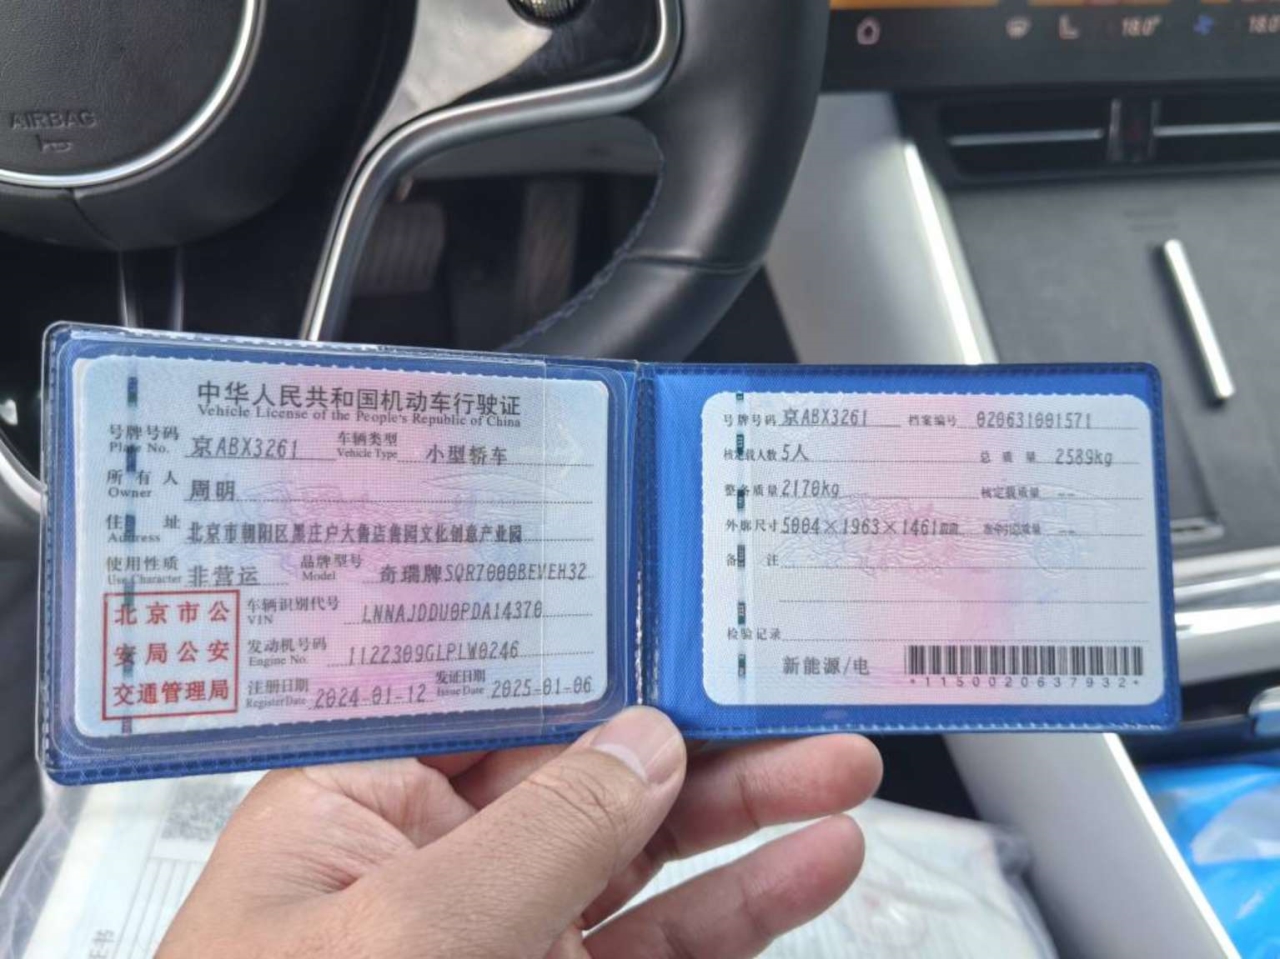 AIRBAG
18.0°
18.0
中华人民共和国机动车行驶证
Vehicle License of the People's Republic of China
号牌号码 京ABX3261 车辆类型 小型轿车
Plate No. Vehicle Type
所有人 周明
Owner
住址 北京市朝阳区黑庄户大鲁店鲁园文化创意产业园
Address
使用性质 非营运 品牌型号 奇瑞牌SQR7000BEVEH32
Use Character Model
北京市公
安局公安
交通管理局
车辆识别代号 LNNAJDDU0PDA14370
VIN
发动机号码 1122309GLPLW0246
Engine No.
注册日期 2024-01-12 发证日期 2025-01-06
Register Date Issue Date
号牌号码 京ABX3261 档案编号 020631001571
核定载人数 5人 总质量 2589kg
整备质量 2170kg 核定载质量 --
外廓尺寸 5004×1963×1461mm 准牵引总质量 --
备注
检验记录
新能源/电
*1150020637932*